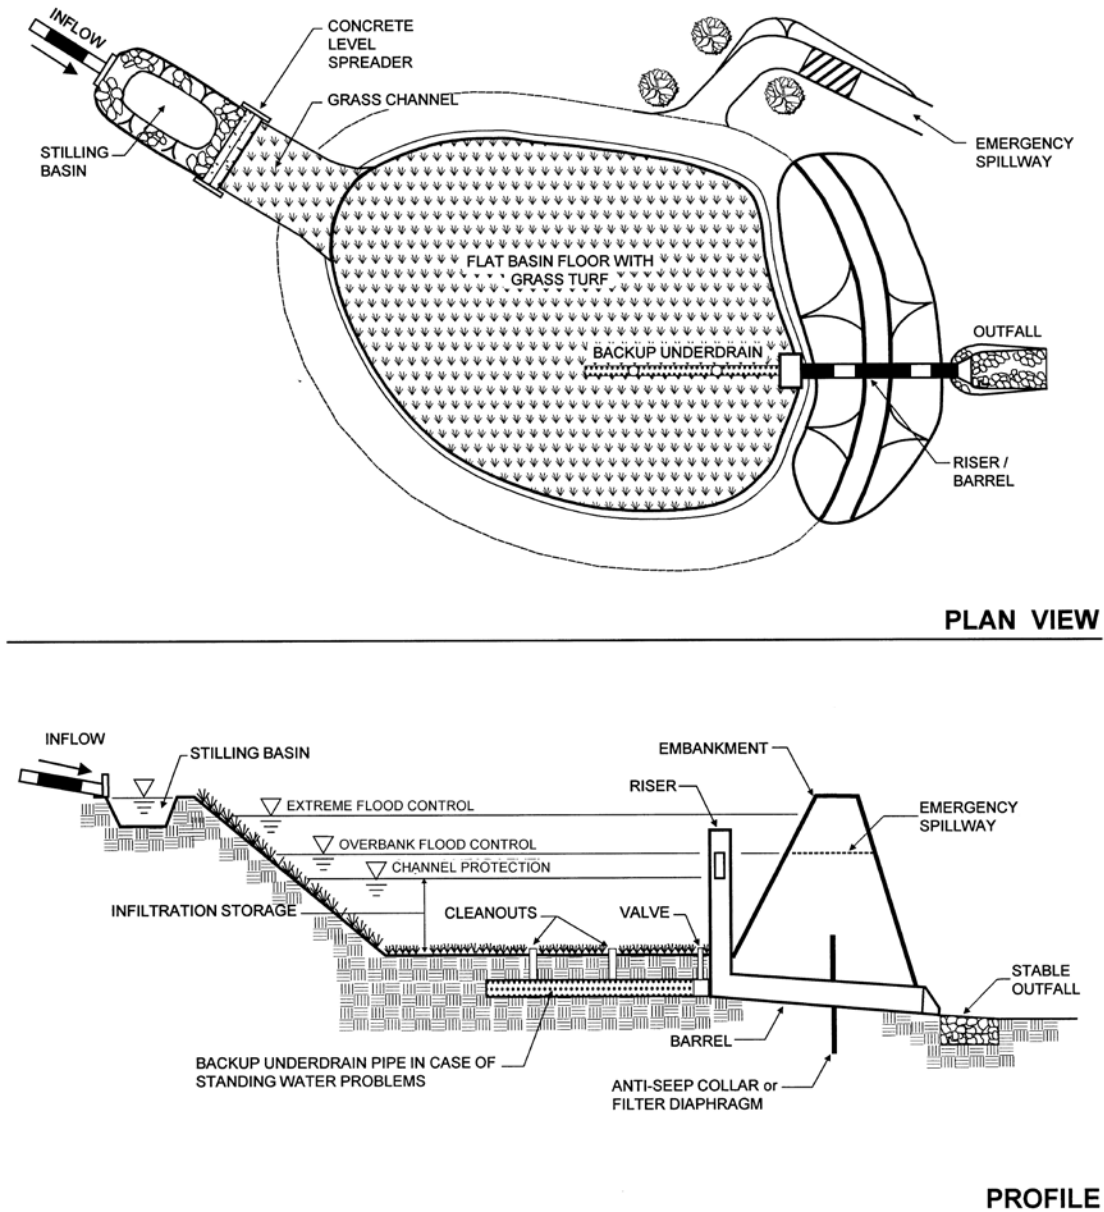 INFLOW
CONCRETE
LEVEL
SPREADER
GRASS CHANNEL
STILLING
BASIN
EMERGENCY
SPILLWAY
FLAT BASIN FLOOR WITH
GRASS TURF
BACKUP UNDERDRAIN
OUTFALL
RISER /
BARREL
PLAN VIEW
INFLOW
STILLING BASIN
EMBANKMENT
RISER
EXTREME FLOOD CONTROL
EMERGENCY
SPILLWAY
OVERBANK FLOOD CONTROL
CHANNEL PROTECTION
INFILTRATION STORAGE
CLEANOUTS
VALVE
STABLE
OUTFALL
BARREL
BACKUP UNDERDRAIN PIPE IN CASE OF
STANDING WATER PROBLEMS
ANTI-SEEP COLLAR or
FILTER DIAPHRAGM
PROFILE